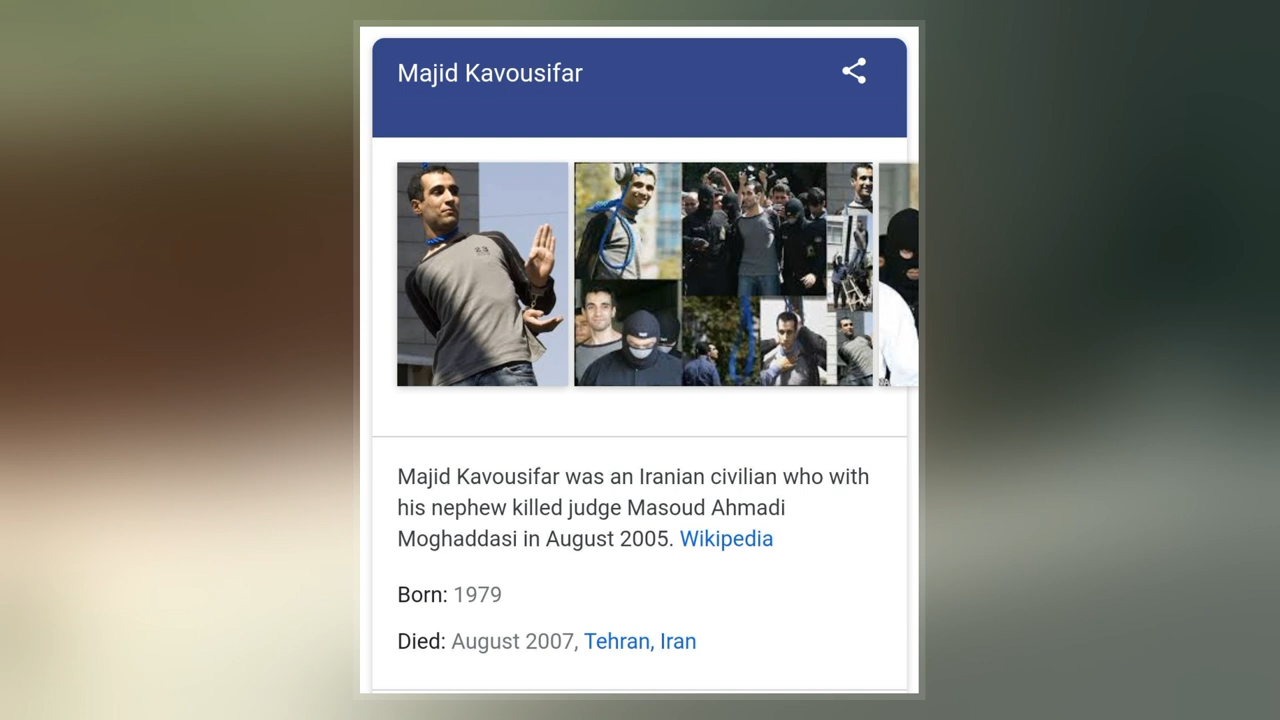 Majid Kavousifar
Majid Kavousifar was an Iranian civilian who with
his nephew killed judge Masoud Ahmadi
Moghaddasi in August 2005. Wikipedia
Born: 1979
Died: August 2007, Tehran, Iran